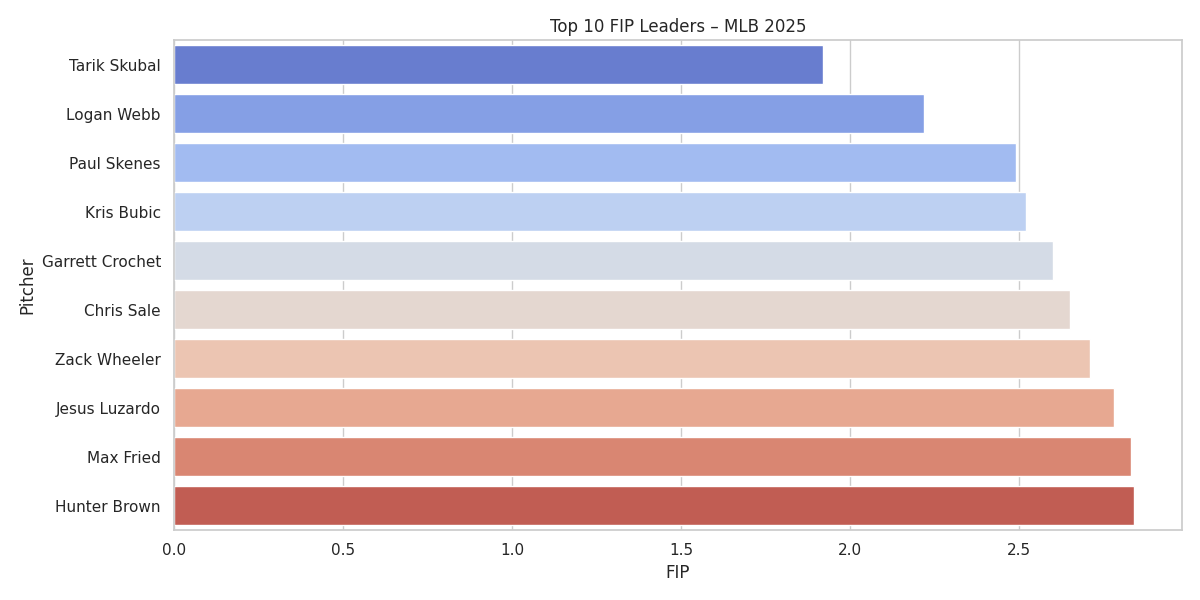 Top 10 FIP Leaders – MLB 2025
Pitcher
Tarik Skubal
Logan Webb
Paul Skenes
Kris Bubic
Garrett Crochet
Chris Sale
Zack Wheeler
Jesus Luzardo
Max Fried
Hunter Brown
0.0 0.5 1.0 1.5 2.0 2.5
FIP